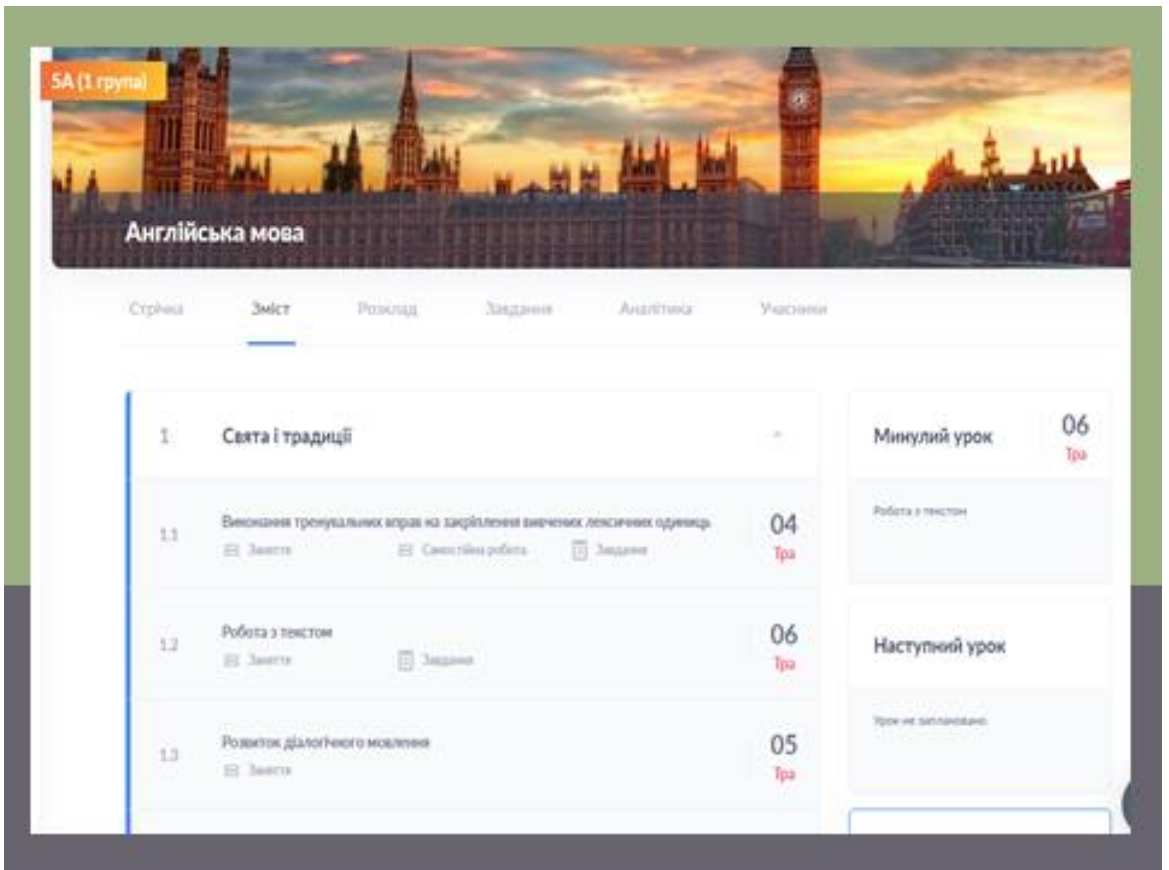 5А (1 група)
Англійська мова
Стрічка Зміст Розклад Завдання Аналітика Учасники
1 Свята і традиції
1.1 Виконання тренувальних вправ на закріплення вивчених лексичних одиниць 04 Тра
Заняття Самостійна робота Завдання
1.2 Робота з текстом 06 Тра
Заняття Завдання
1.3 Розвиток діалогічного мовлення 05 Тра
Заняття
Минулий урок 06 Тра
Робота з текстом
Наступний урок
Урок не заплановано